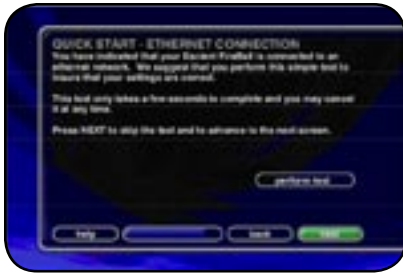 QUICK START - ETHERNET CONNECTION
You have indicated that your Escient FireBall is connected to an
ethernet network. We suggest that you perform this simple test to
insure that your settings are correct.
This test only takes a few seconds to complete and you may cancel
it at any time.
Press NEXT to skip the test and to advance to the next screen.
perform test
help
back
next